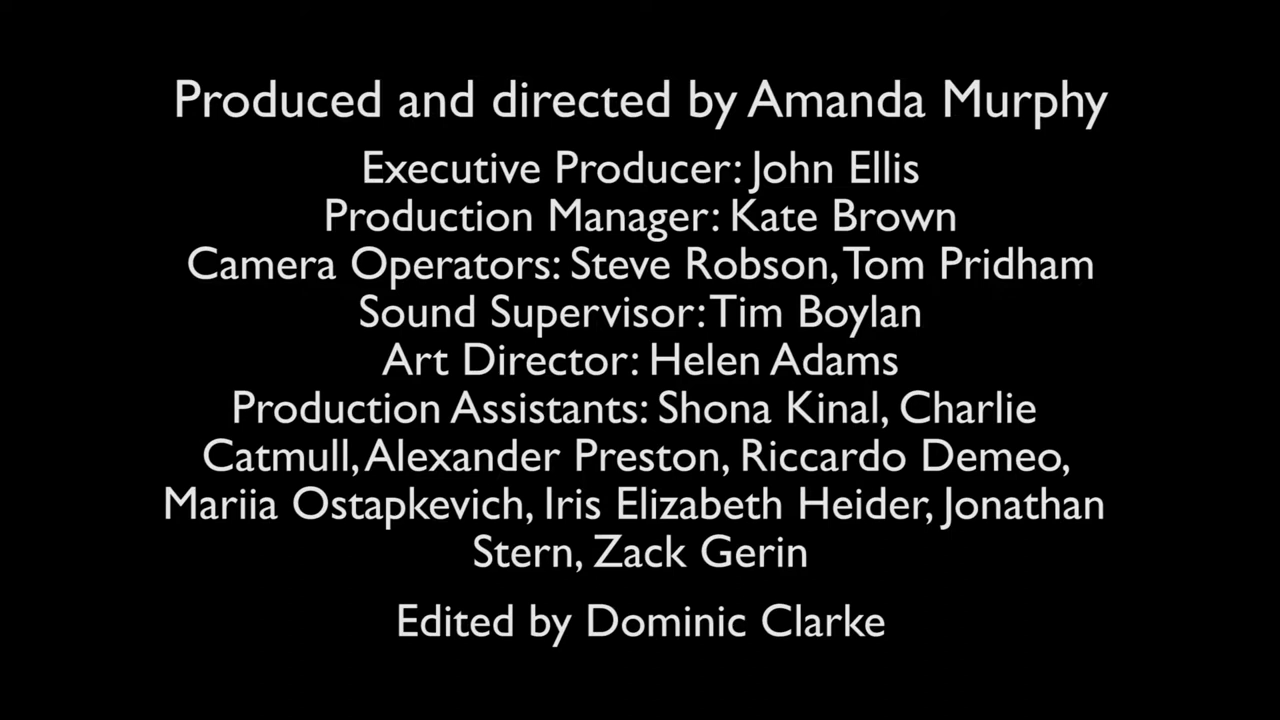 Produced and directed by Amanda Murphy
Executive Producer: John Ellis
Production Manager: Kate Brown
Camera Operators: Steve Robson, Tom Pridham
Sound Supervisor: Tim Boylan
Art Director: Helen Adams
Production Assistants: Shona Kinal, Charlie
Catmull, Alexander Preston, Riccardo Demeo,
Mariia Ostapkevich, Iris Elizabeth Heider, Jonathan
Stern, Zack Gerin
Edited by Dominic Clarke